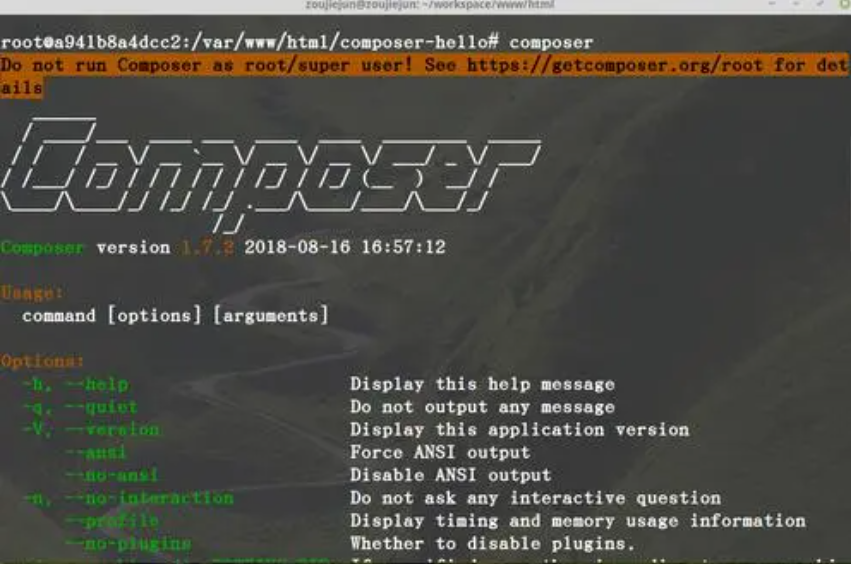 zoujiejun@zoujiejun: ~/workspace/www/html
root@a941b8a4dcc2:/var/www/html/composer-hello# composer
Do not run Composer as root/super user! See https://getcomposer.org/root for det
ails
Composer
Composer version 1.7.2 2018-08-16 16:57:12
Usage:
command [options] [arguments]
Options:
-h, --help Display this help message
-q, --quiet Do not output any message
-V, --version Display this application version
--ansi Force ANSI output
--no-ansi Disable ANSI output
-n, --no-interaction Do not ask any interactive question
--profile Display timing and memory usage information
--no-plugins Whether to disable plugins.